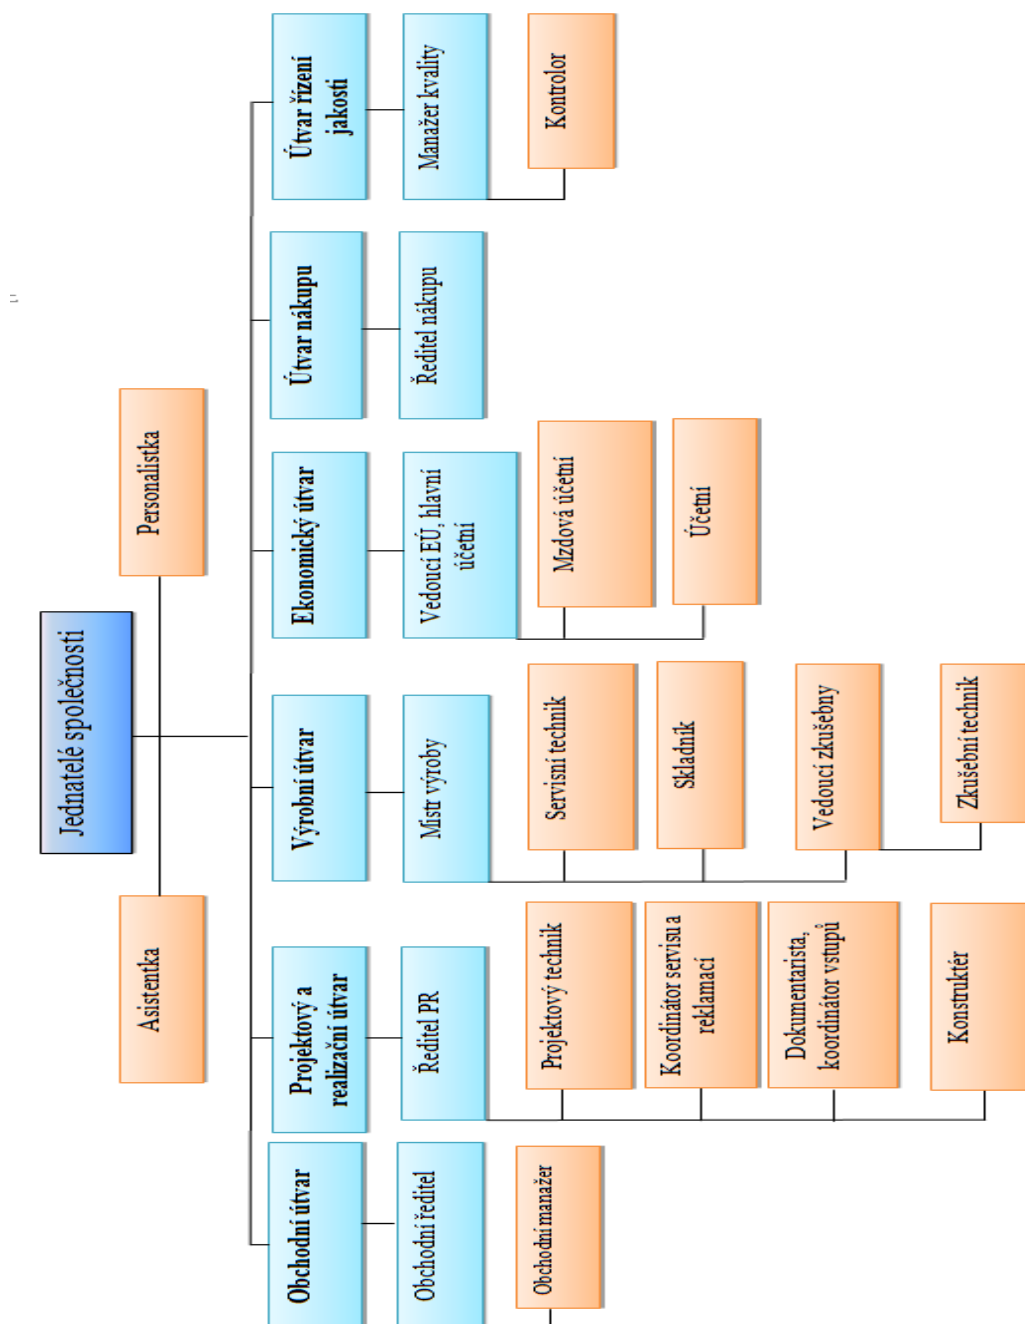 Jednatelé společnosti
Asistentka
Personalistka
Obchodní útvar
Projektový a
realizační útvar
Výrobní útvar
Ekonomický útvar
Útvar nákupu
Útvar řízení
jakosti
Obchodní ředitel
Ředitel PR
Mistr výroby
Vedoucí EÚ, hlavní
účetní
Ředitel nákupu
Manažer kvality
Obchodní manažer
Projektový technik
Koordinátor servisu a
reklamací
Dokumentarista,
koordinátor vstupů
Konstruktér
Servisní technik
Skladník
Vedoucí zkušebny
Zkušební technik
Mzdová účetní
Účetní
Kontrolor